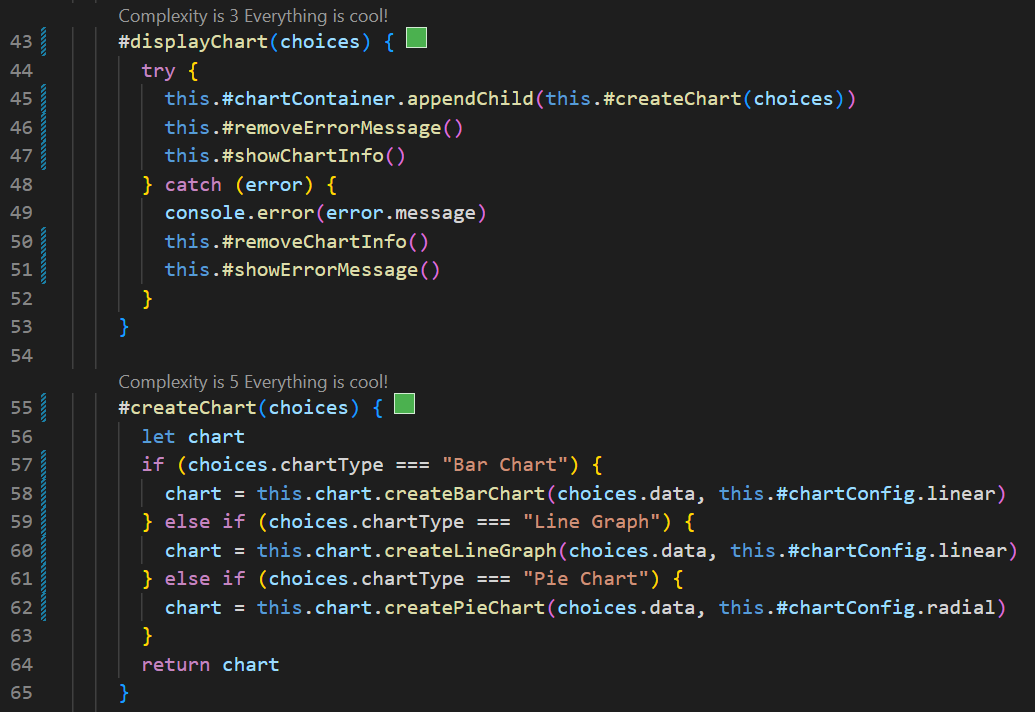 Complexity is 3 Everything is cool!
43 #displayChart(choices) {
44 try {
45 this.#chartContainer.appendChild(this.#createChart(choices))
46 this.#removeErrorMessage()
47 this.#showChartInfo()
48 } catch (error) {
49 console.error(error.message)
50 this.#removeChartInfo()
51 this.#showErrorMessage()
52 }
53 }
54
Complexity is 5 Everything is cool!
55 #createChart(choices) {
56 let chart
57 if (choices.chartType === "Bar Chart") {
58 chart = this.chart.createBarChart(choices.data, this.#chartConfig.linear)
59 } else if (choices.chartType === "Line Graph") {
60 chart = this.chart.createLineGraph(choices.data, this.#chartConfig.linear)
61 } else if (choices.chartType === "Pie Chart") {
62 chart = this.chart.createPieChart(choices.data, this.#chartConfig.radial)
63 }
64 return chart
65 }